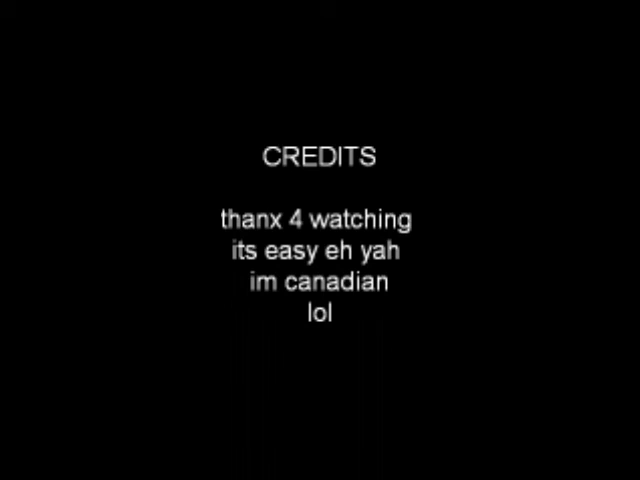 CREDITS
thanx 4 watching
its easy eh yah
im canadian
lol